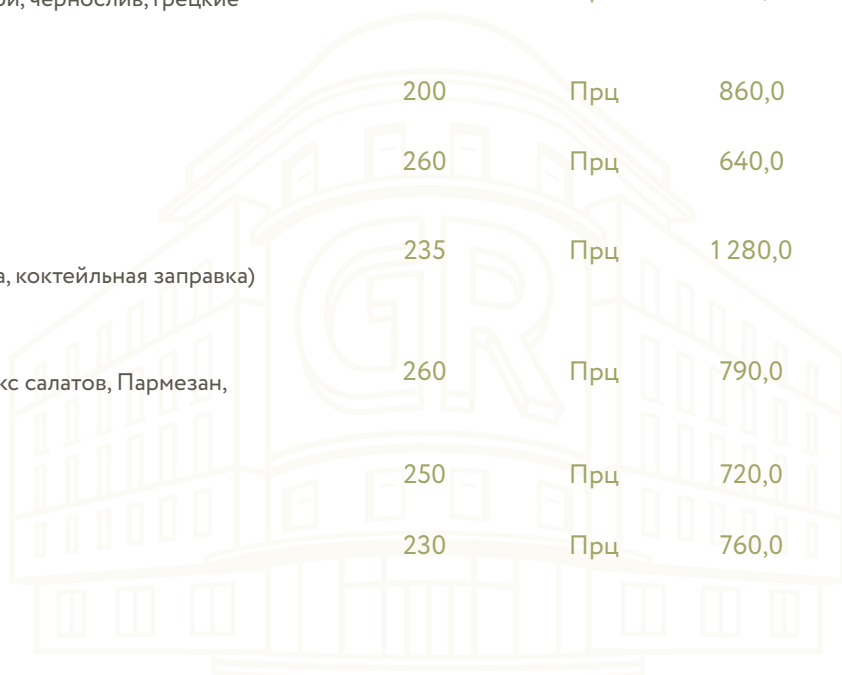 чернослив, грецкие
200 Прц 860,0
260 Прц 640,0
235 Прц 1 280,0
а, коктейльная заправка)
260 Прц 790,0
кс салатов, Пармезан,
250 Прц 720,0
230 Прц 760,0
GR